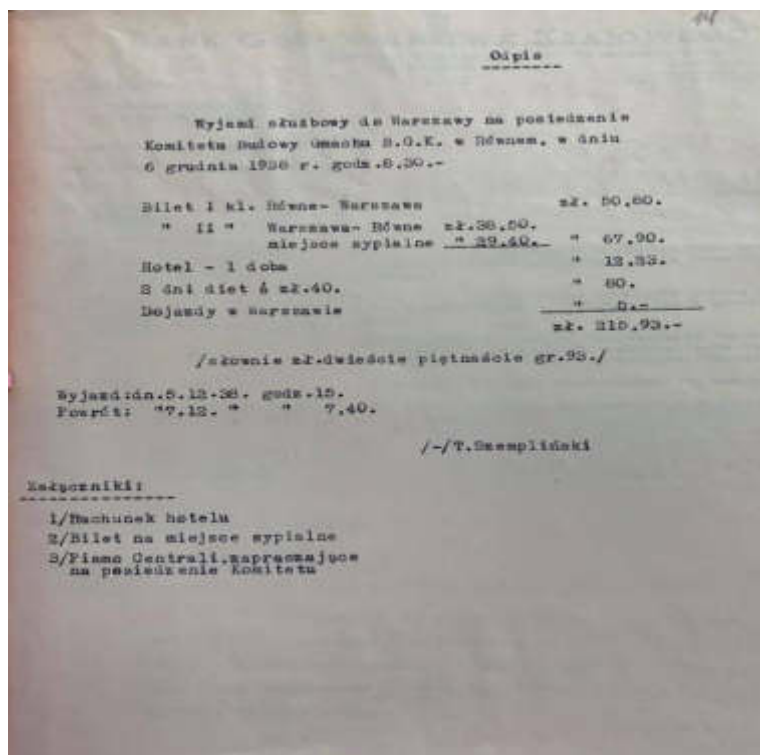 14
Odpis
Wyjazd służbowy do Warszawy na posiedzenie
Komitetu Budowy Gmachu B.G.K. w Równem, w dniu
6 grudnia 1938 r. godz.8.30.-
Bilet I kl. Równe- Warszawa zł. 50,60.
" II " Warszawa- Równe zł.38,50.
miejsce sypialne " 29.40. " 67.90.
Hotel - 1 doba " 12.33.
2 dni diet á zł.40. " 80.
Dojazdy w Warszawie " 5.-
zł. 215,93.-
/słownie zł.dwieście piętnaście gr.93./
Wyjazd:dn.5.12.38. godz.15.
Powrót: "7.12. " " 7.40.
/-/T.Szempliński
Załączniki:
1/Rachunek hotelu
2/Bilet na miejsce sypialne
3/Pismo Centrali,zapraszające
na posiedzenie Komitetu